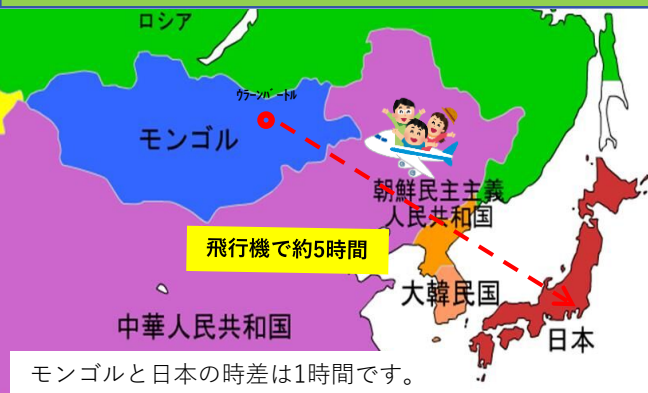 ロシア
ウラーンバートル
モンゴル
朝鮮民主主義
人民共和国
飛行機で約5時間
大韓民国
中華人民共和国
日本
モンゴルと日本の時差は1時間です。